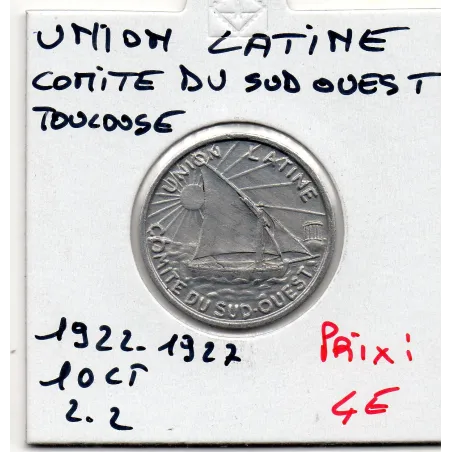 UNION LATINE
COMITE DU SUD OUEST
TOULOUSE
UNION LATINE
COMITE DU SUD-OUEST
1922-1927
10 CT
2.2
PRIX :
4E